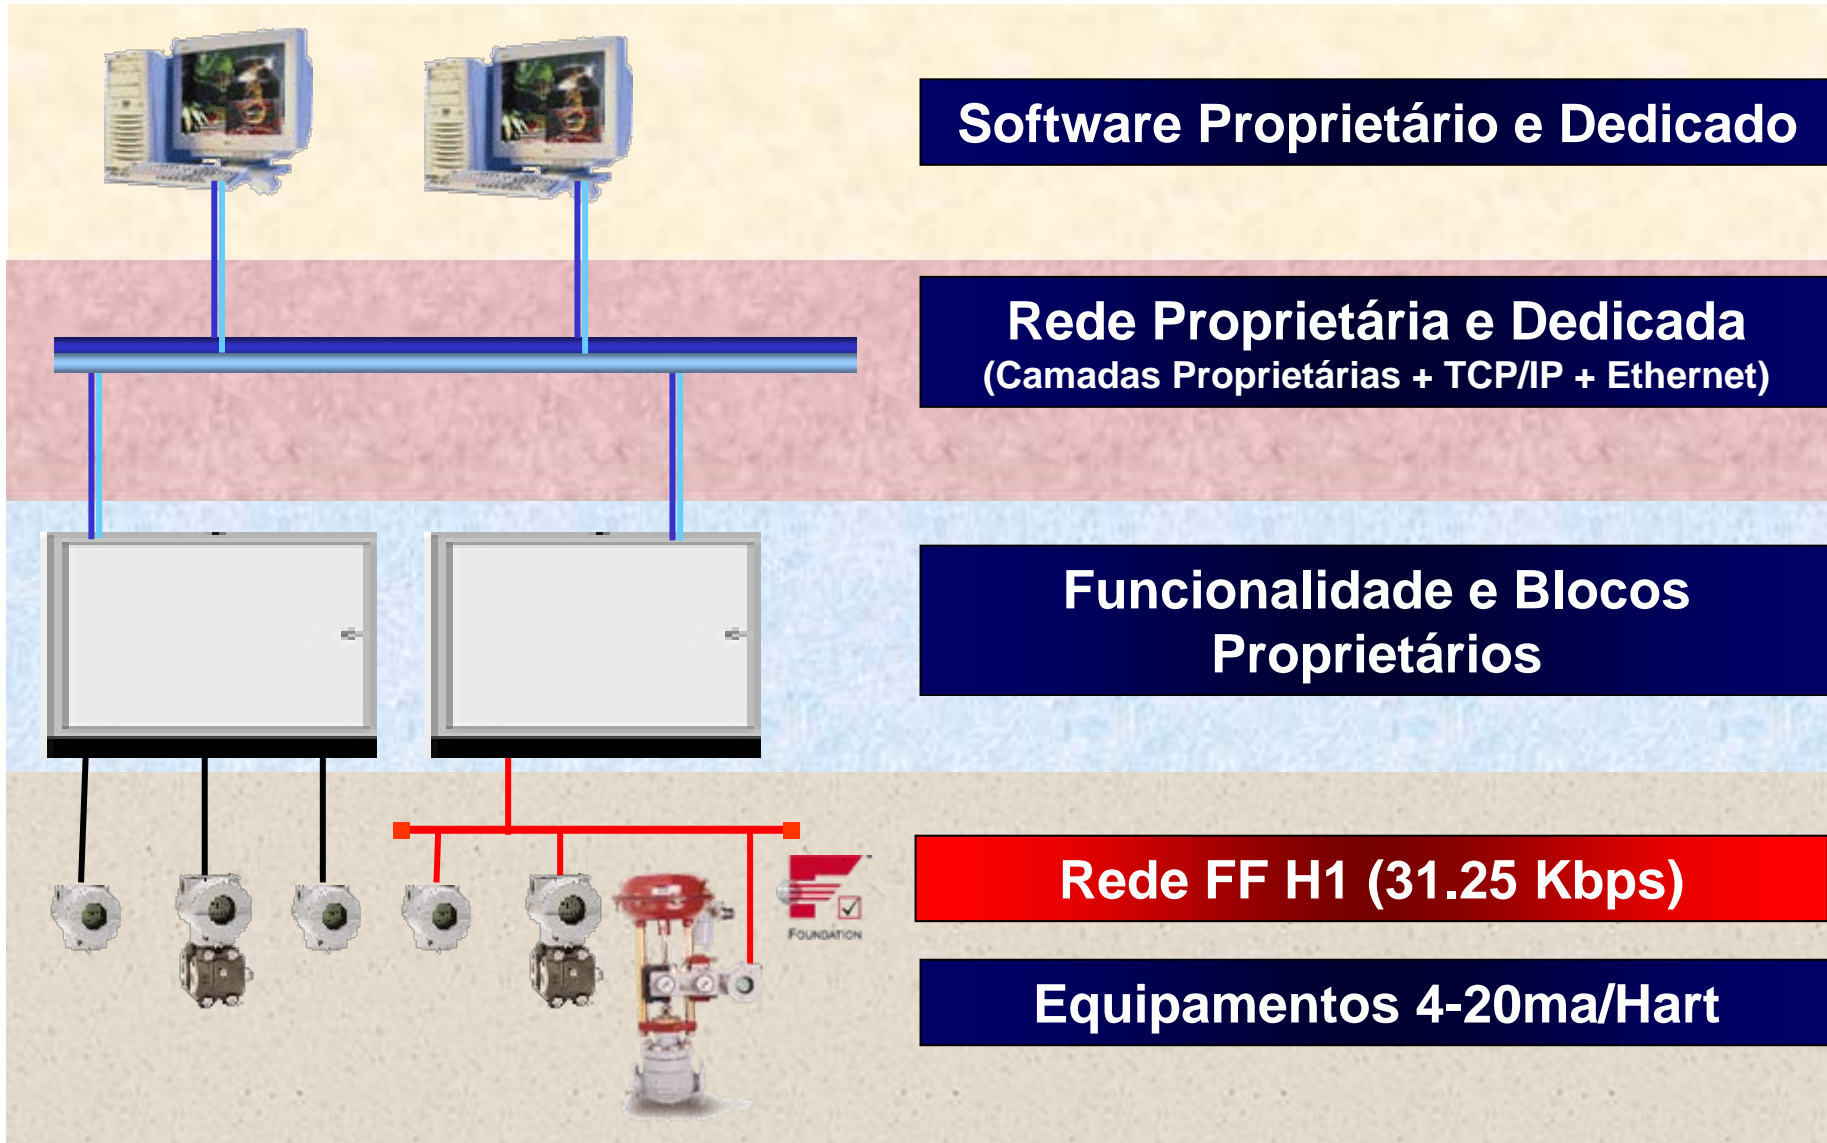 Software Proprietário e Dedicado
Rede Proprietária e Dedicada
(Camadas Proprietárias + TCP/IP + Ethernet)
Funcionalidade e Blocos
Proprietários
Rede FF H1 (31.25 Kbps)
FOUNDATION
Equipamentos 4-20ma/Hart